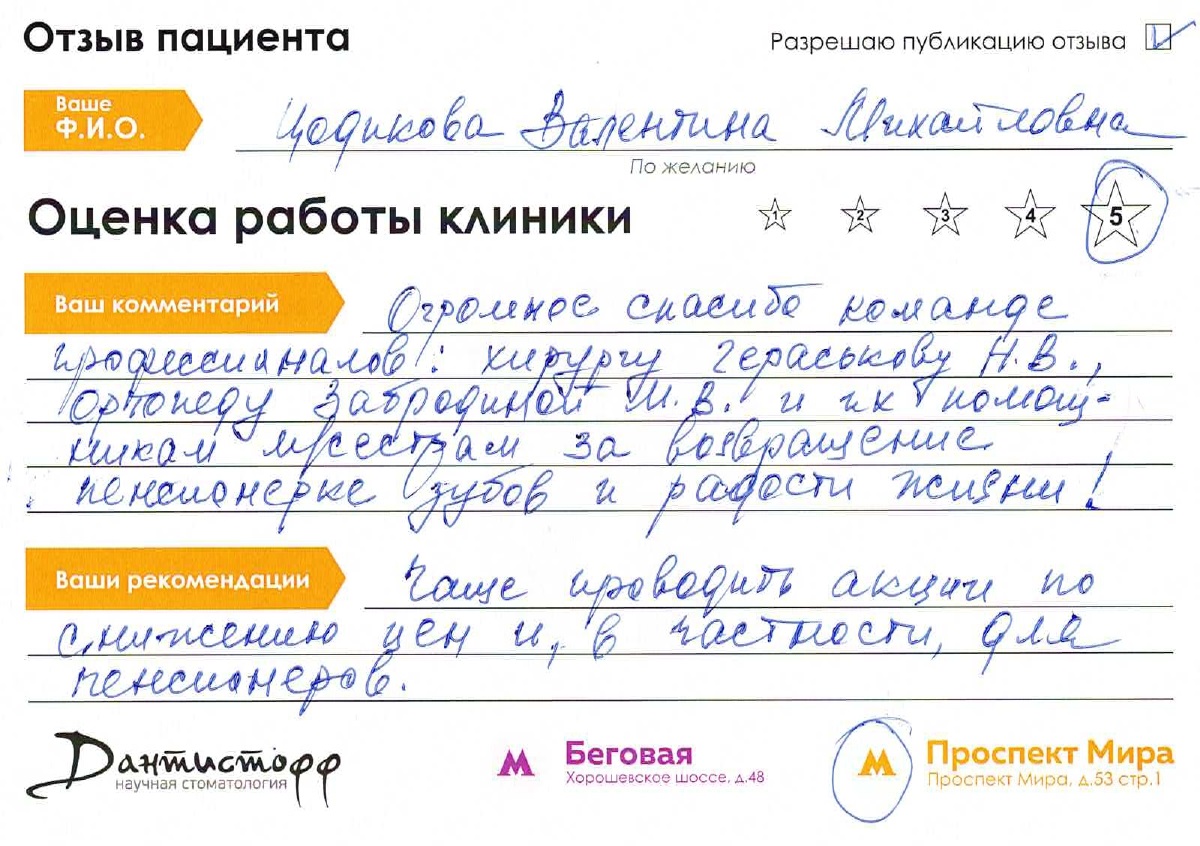 Отзыв пациента
Разрешаю публикацию отзыва
Ваше
Ф.И.О.
Цодикова Валентина Михайловна
По желанию
Оценка работы клиники
1 2 3 4 5
Ваш комментарий
Огромное спасибо команде
профессионалов: хирургу Гераськову Н.В.,
ортопеду Забродиной М.В. и их помощ-
никам м/сестрам за возвращение
пенсионерке зубов и радости жизни!
Ваши рекомендации
Чаще проводить акции по
снижению цен и, в частности, для
пенсионеров.
Дантистофф
научная стоматология
М Беговая
Хорошевское шоссе, д.48
М Проспект Мира
Проспект Мира, д.53 стр.1